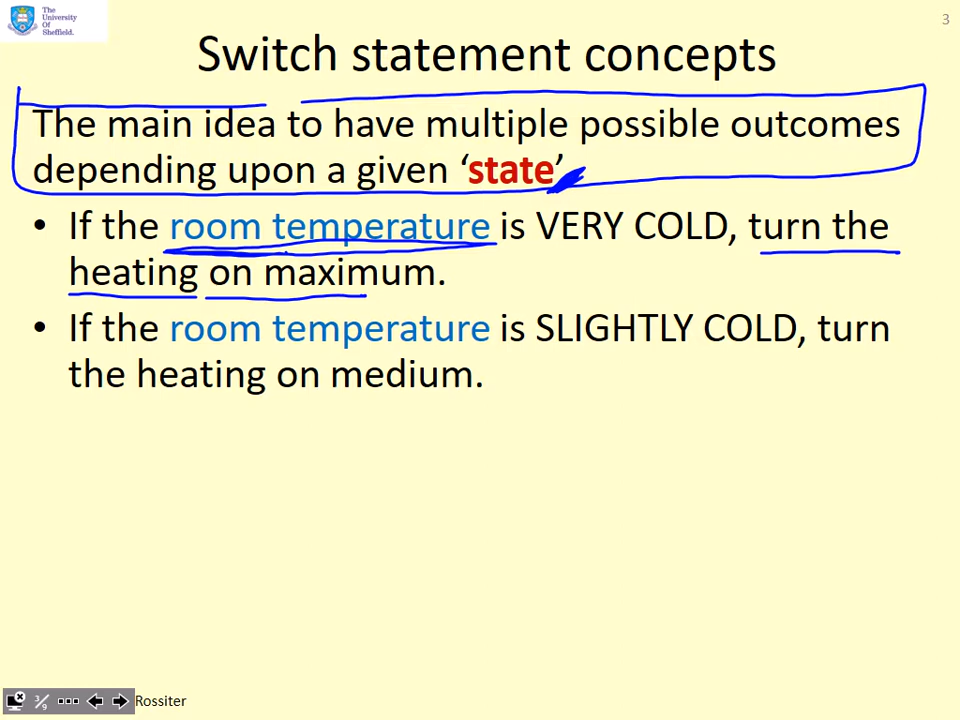 The
University
Of
Sheffield.
3
Switch statement concepts
The main idea to have multiple possible outcomes
depending upon a given ‘state’
• If the room temperature is VERY COLD, turn the
heating on maximum.
• If the room temperature is SLIGHTLY COLD, turn
the heating on medium.
3/9
Rossiter